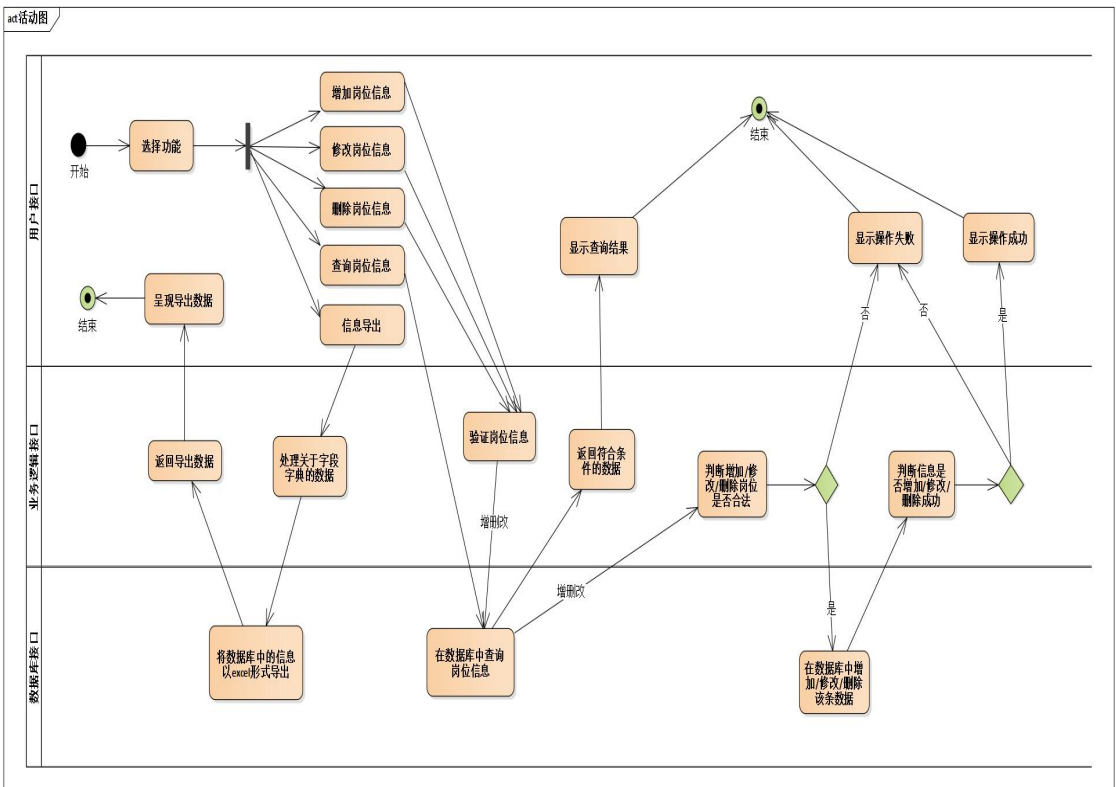 act 活动图
用户接口
开始
选择功能
增加岗位信息
修改岗位信息
删除岗位信息
查询岗位信息
信息导出
结束
呈现导出数据
结束
显示查询结果
显示操作失败
显示操作成功
否
否
是
业务逻辑接口
返回导出数据
处理关于字段
字典的数据
验证岗位信息
增删改
返回符合条
件的数据
判断增加/修
改/删除岗位
是否合法
判断信息是
否增加/修改/
删除成功
数据库接口
将数据库中的信息
以excel形式导出
在数据库中查询
岗位信息
增删改
是
在数据库中增
加/修改/删除
该条数据